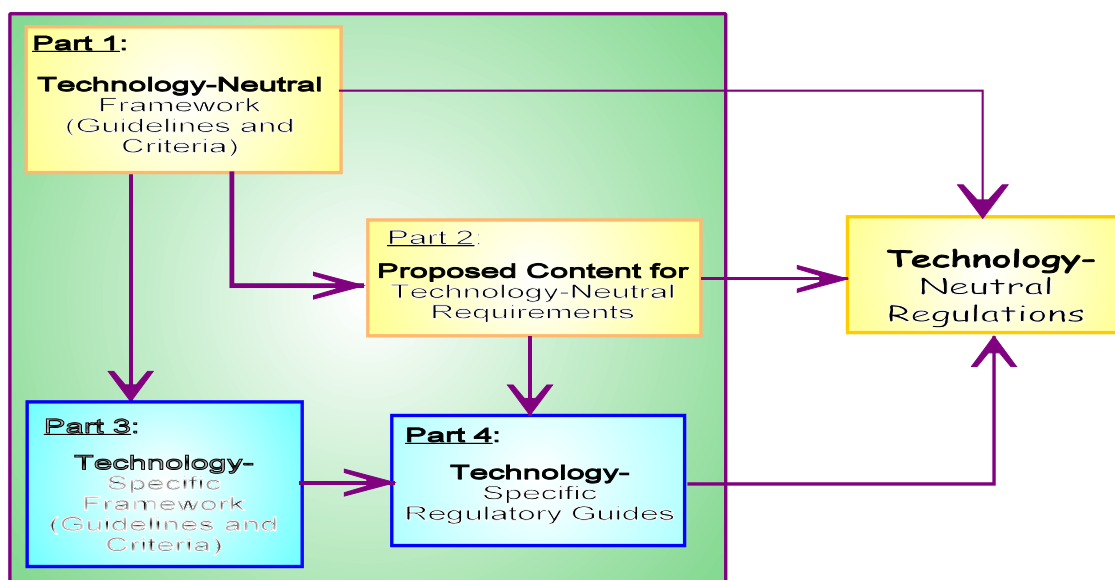 Part 1:
Technology-Neutral
Framework
(Guidelines and
Criteria)
Part 2:
Proposed Content for
Technology-Neutral
Requirements
Technology-
Neutral
Regulations
Part 3:
Technology-
Specific
Framework
(Guidelines and
Criteria)
Part 4:
Technology-
Specific
Regulatory Guides